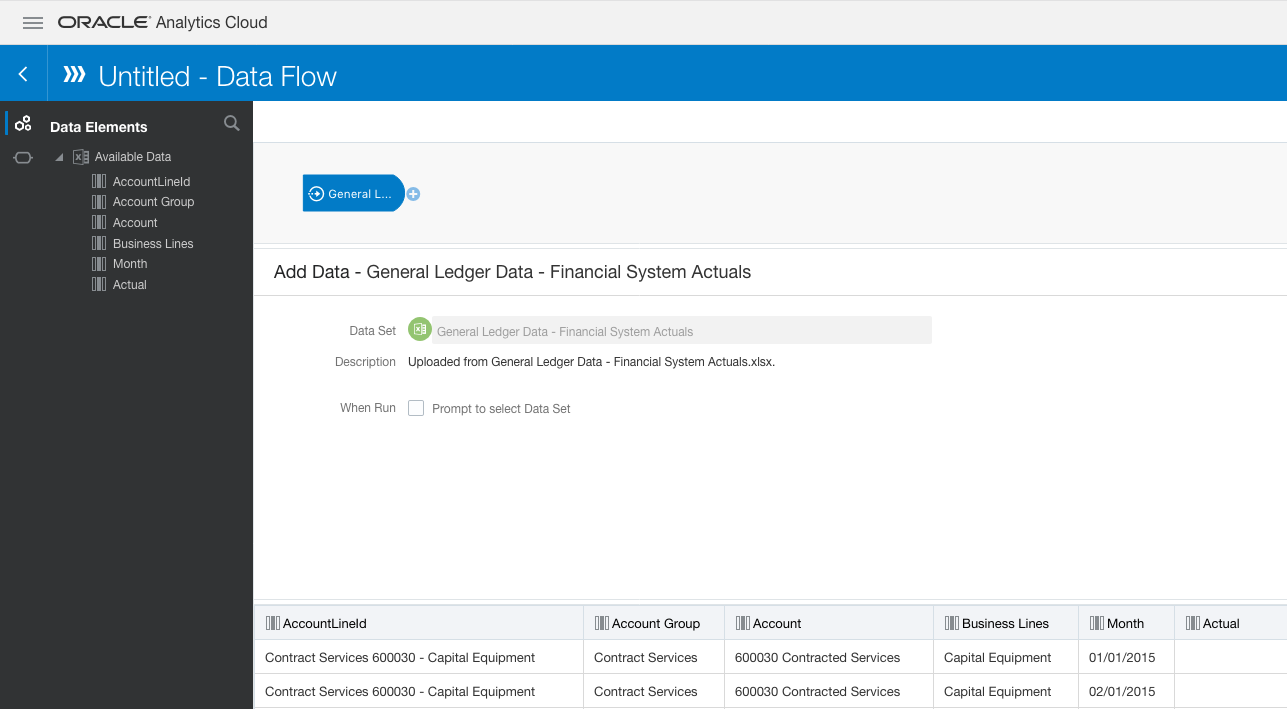 ORACLE Analytics Cloud
Untitled - Data Flow
Data Elements
Available Data
AccountLineId
Account Group
Account
Business Lines
Month
Actual
General L...
Add Data - General Ledger Data - Financial System Actuals
Data Set General Ledger Data - Financial System Actuals
Description Uploaded from General Ledger Data - Financial System Actuals.xlsx.
When Run Prompt to select Data Set
AccountLineId Account Group Account Business Lines Month Actual
Contract Services 600030 - Capital Equipment Contract Services 600030 Contracted Services Capital Equipment 01/01/2015
Contract Services 600030 - Capital Equipment Contract Services 600030 Contracted Services Capital Equipment 02/01/2015